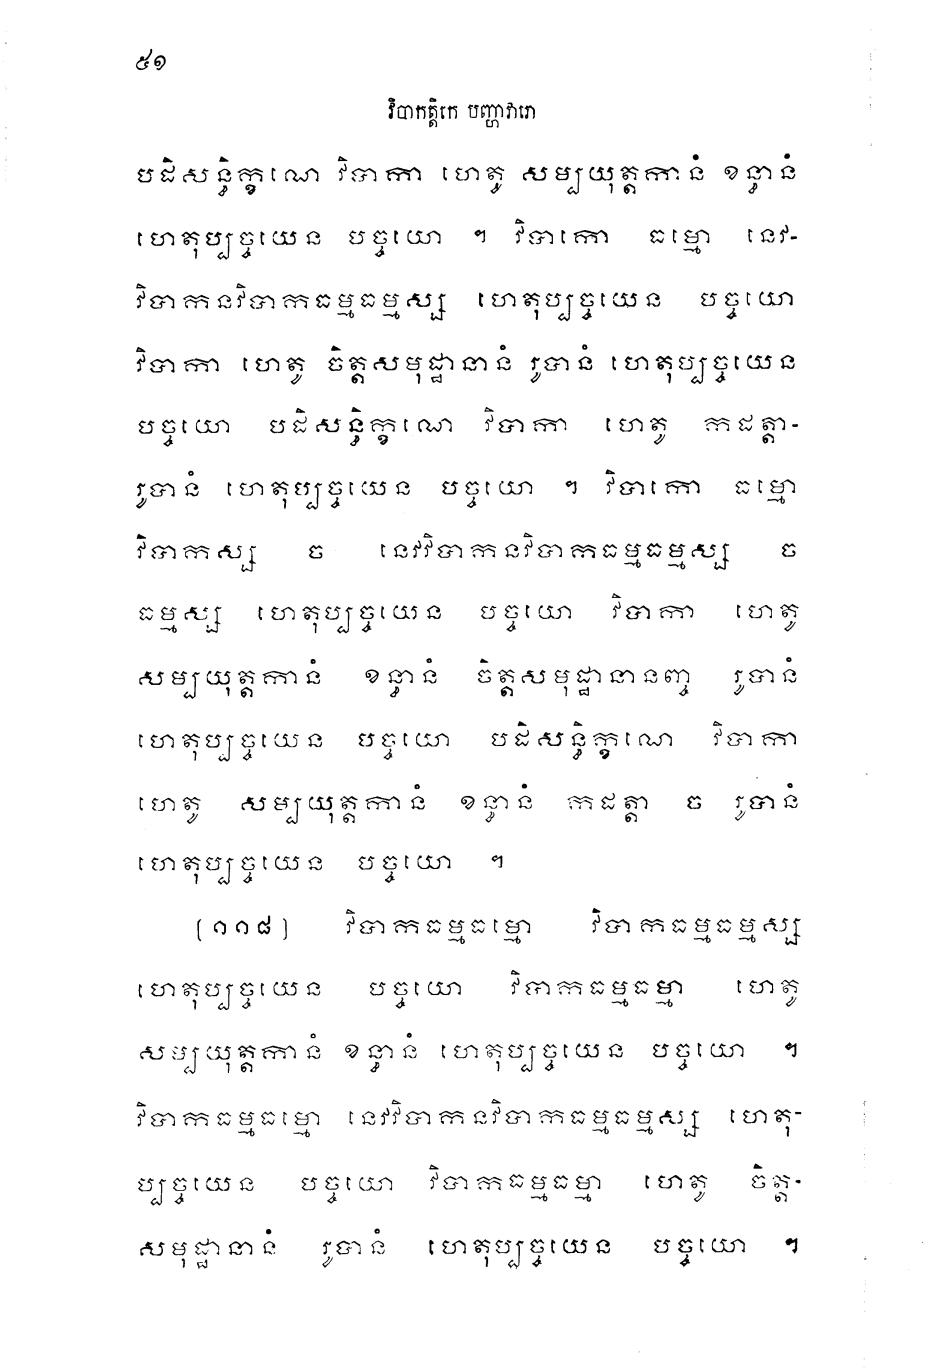 ៥១
វិបាកត្តិកេ បញ្ហាវារោ
បដិសន្ធិក្ខណេ វិបាកា ហេតូ សម្បយុត្តកានំ ខន្ធានំ
ហេតុប្បច្ចយេន បច្ចយោ ។ វិបាកោ ធម្មោ នេវ-
វិបាកនវិបាកធម្មធម្មស្ស ហេតុប្បច្ចយេន បច្ចយោ
វិបាកា ហេតូ ចិត្តសមុដ្ឋានានំ រូបានំ ហេតុប្បច្ចយេន
បច្ចយោ បដិសន្ធិក្ខណេ វិបាកា ហេតូ កដត្តា-
រូបានំ ហេតុប្បច្ចយេន បច្ចយោ ។ វិបាកោ ធម្មោ
វិបាកស្ស ច នេវវិបាកនវិបាកធម្មធម្មស្ស ច
ធម្មស្ស ហេតុប្បច្ចយេន បច្ចយោ វិបាកា ហេតូ
សម្បយុត្តកានំ ខន្ធានំ ចិត្តសមុដ្ឋានានញ្ច រូបានំ
ហេតុប្បច្ចយេន បច្ចយោ បដិសន្ធិក្ខណេ វិបាកា
ហេតូ សម្បយុត្តកានំ ខន្ធានំ កដត្តា ច រូបានំ
ហេតុប្បច្ចយេន បច្ចយោ ។
(១១៨) វិបាកធម្មធម្មោ វិបាកធម្មធម្មស្ស
ហេតុប្បច្ចយេន បច្ចយោ វិបាកធម្មធម្មា ហេតូ
សម្បយុត្តកានំ ខន្ធានំ ហេតុប្បច្ចយេន បច្ចយោ ។
វិបាកធម្មធម្មោ នេវវិបាកនវិបាកធម្មធម្មស្ស ហេតុ-
ប្បច្ចយេន បច្ចយោ វិបាកធម្មធម្មា ហេតូ ចិត្ត-
សមុដ្ឋានានំ រូបានំ ហេតុប្បច្ចយេន បច្ចយោ ។